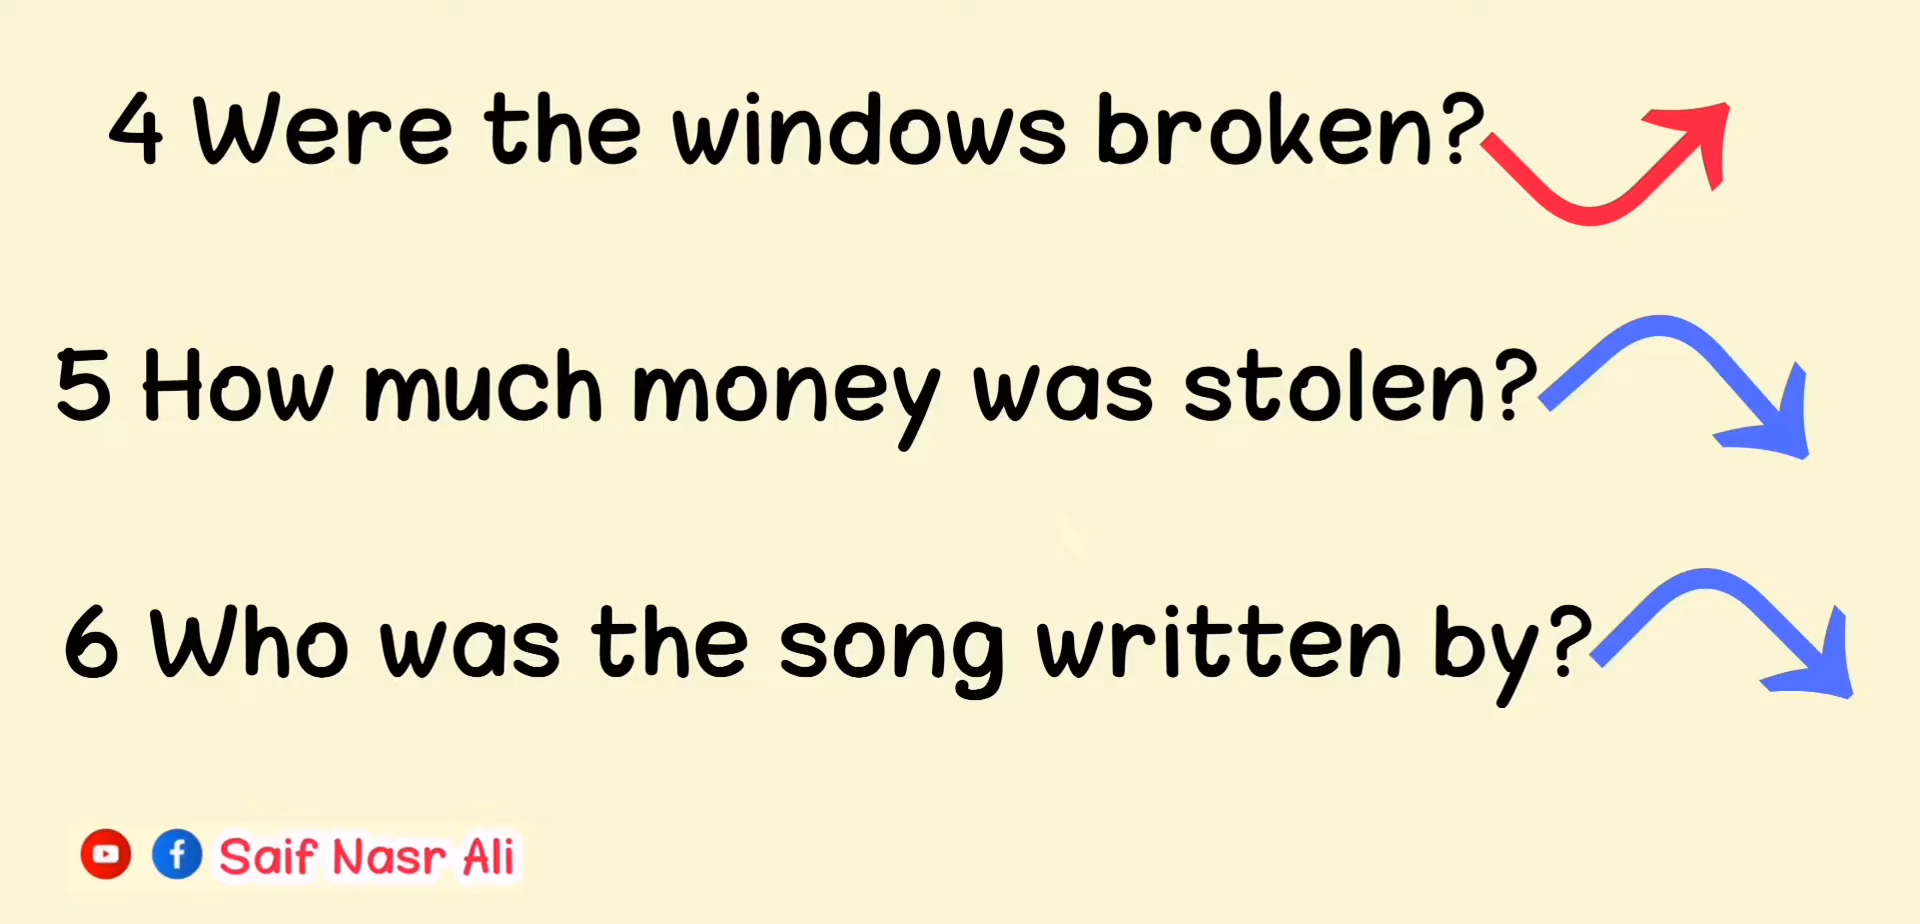 4 Were the windows broken?
5 How much money was stolen?
6 Who was the song written by?
Saif Nasr Ali